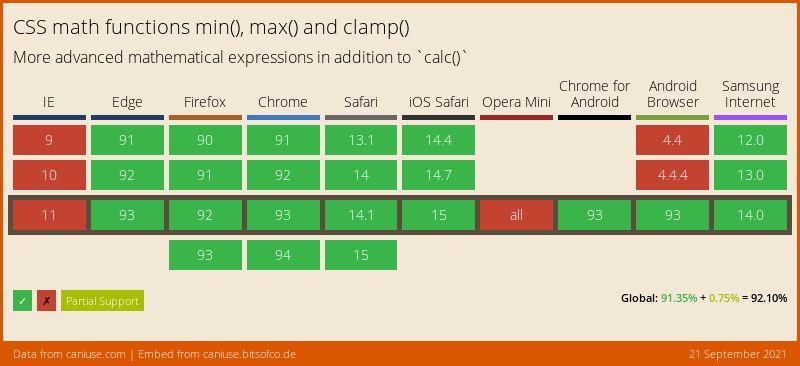 CSS math functions min(), max() and clamp()
More advanced mathematical expressions in addition to `calc()`
IE Edge Firefox Chrome Safari iOS Safari Opera Mini Chrome for Android Android Browser Samsung Internet
9 91 90 91 13.1 14.4 4.4 12.0
10 92 91 92 14 14.7 4.4.4 13.0
11 93 92 93 14.1 15 all 93 93 14.0
93 94 15
✓ ✗ Partial Support Global: 91.35% + 0.75% = 92.10%
Data from caniuse.com | Embed from caniuse.bitsofco.de 21 September 2021